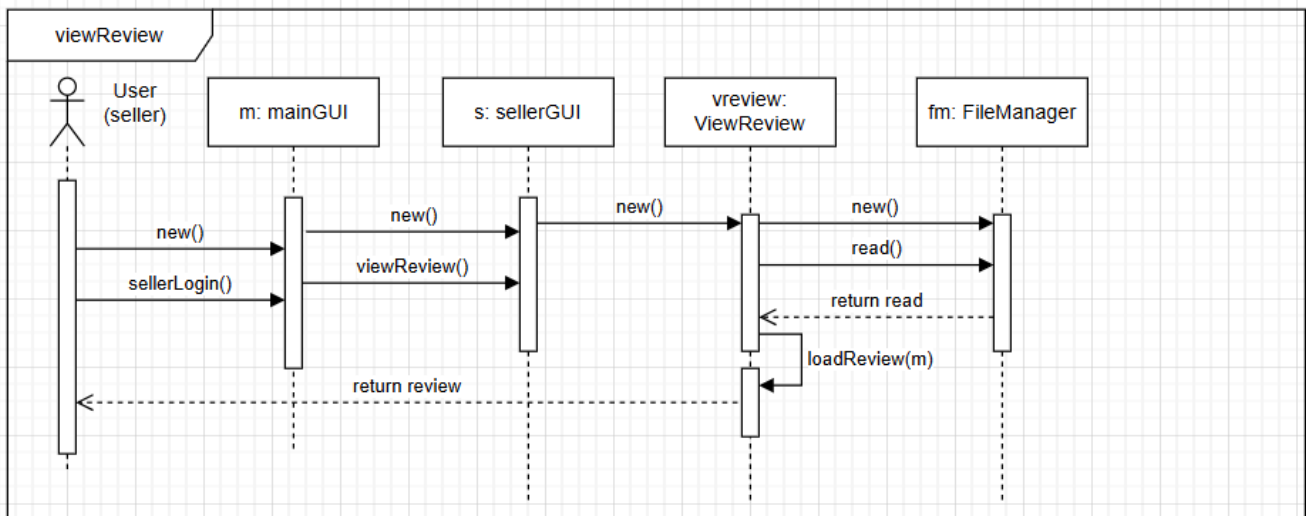 viewReview
User
(seller)
m: mainGUI
s: sellerGUI
vreview:
ViewReview
fm: FileManager
new()
new()
new()
new()
read()
viewReview()
sellerLogin()
return read
loadReview(m)
return review